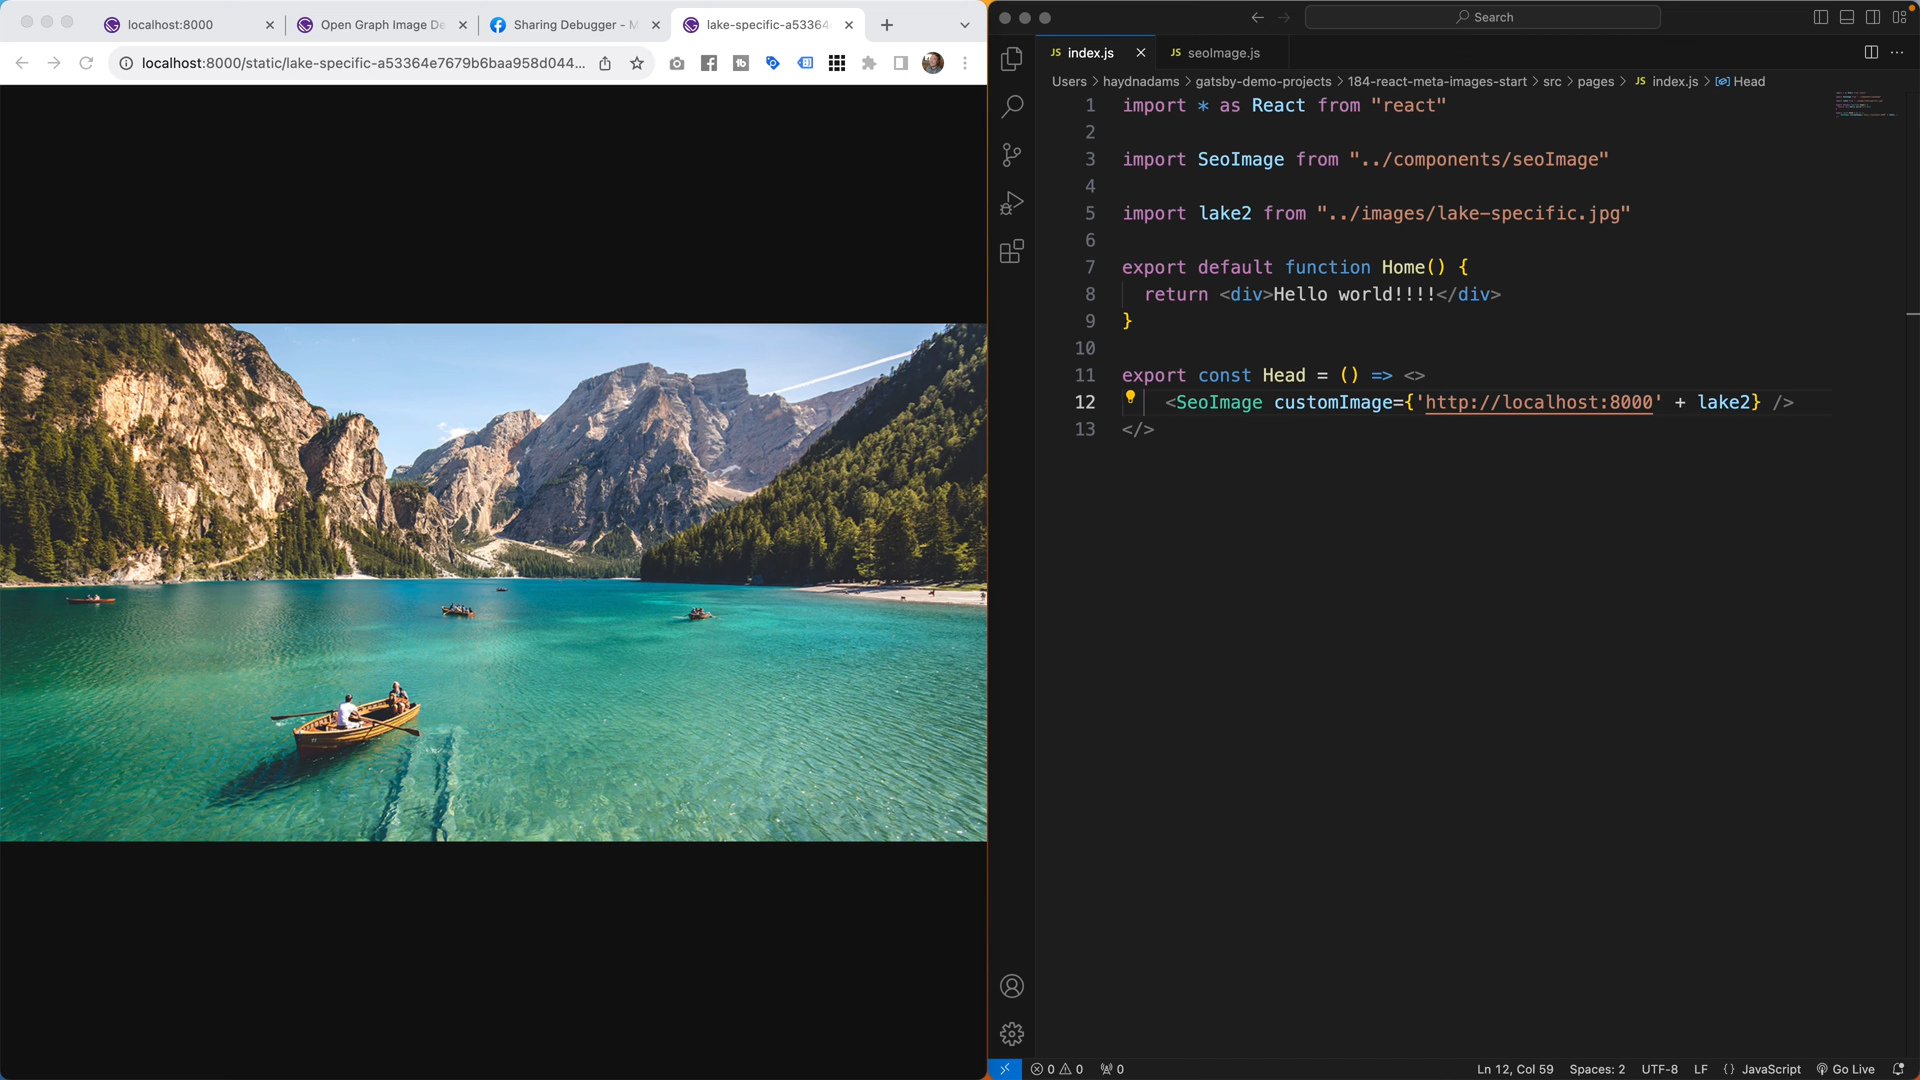 localhost:8000
Open Graph Image De
Sharing Debugger - M
lake-specific-a53364
localhost:8000/static/lake-specific-a53364e7679b6baa958d044...
Search
JS index.js
JS seoImage.js
Users > haydnadams > gatsby-demo-projects > 184-react-meta-images-start > src > pages > JS index.js > Head
1 import * as React from "react"
2
3 import SeoImage from "../components/seoImage"
4
5 import lake2 from "../images/lake-specific.jpg"
6
7 export default function Home() {
8 return <div>Hello world!!!!</div>
9 }
10
11 export const Head = () => <>
12 <SeoImage customImage={'http://localhost:8000' + lake2} />
13 </>
0 0 0
Ln 12, Col 59 Spaces: 2 UTF-8 LF {} JavaScript Go Live